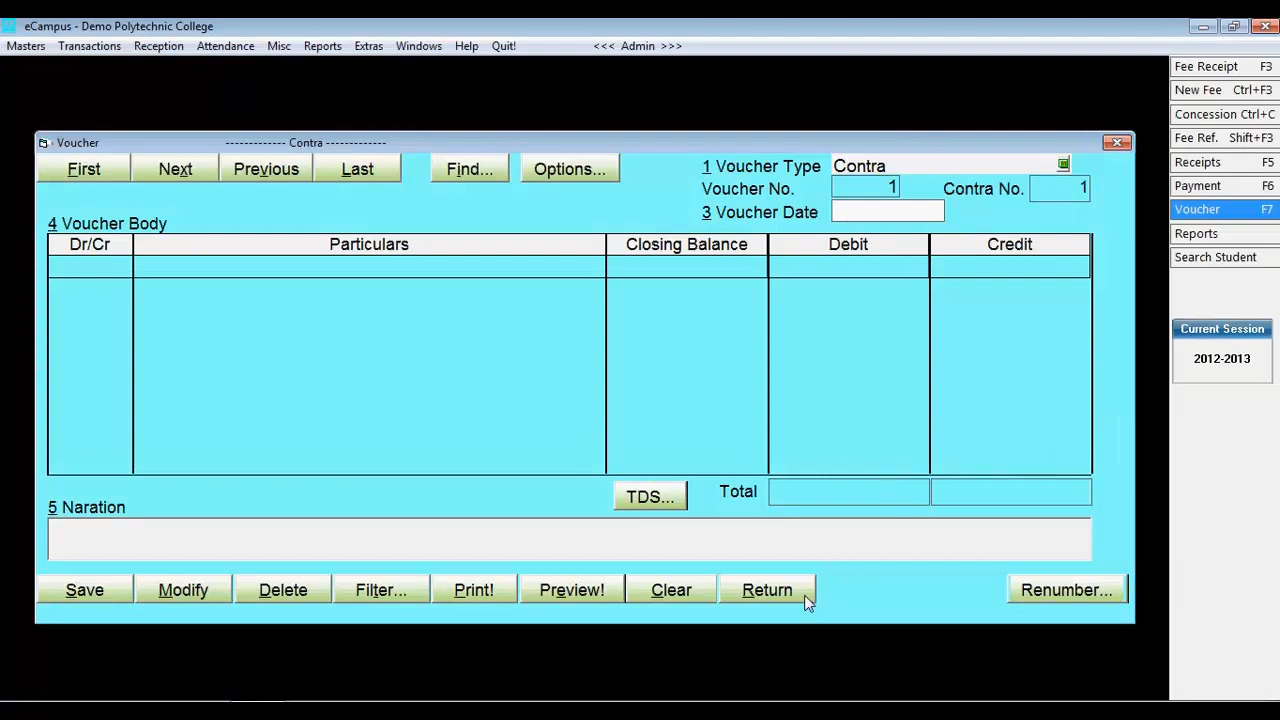 eCampus - Demo Polytechnic College
Masters Transactions Reception Attendance Misc Reports Extras Windows Help Quit! <<< Admin >>>
Fee Receipt F3
New Fee Ctrl+F3
Concession Ctrl+C
Fee Ref. Shift+F3
Receipts F5
Payment F6
Voucher F7
Reports
Search Student
Current Session
2012-2013
Voucher ------------- Contra -------------
First Next Previous Last Find... Options... 1 Voucher Type Contra
Voucher No. 1 Contra No. 1
3 Voucher Date
4 Voucher Body
Dr/Cr Particulars Closing Balance Debit Credit
TDS... Total
5 Naration
Save Modify Delete Filter... Print! Preview! Clear Return Renumber...